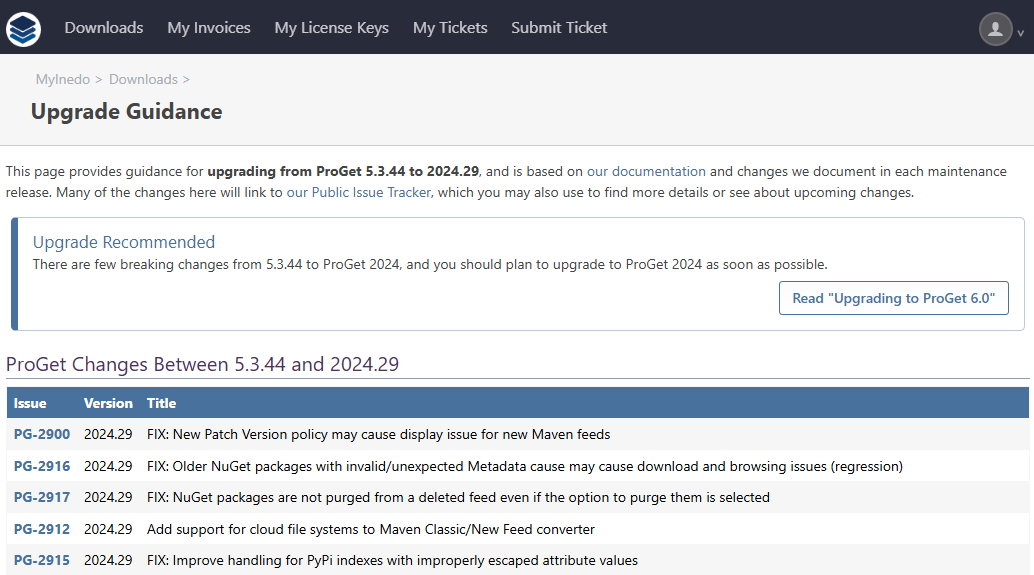 Downloads My Invoices My License Keys My Tickets Submit Ticket
MyInedo > Downloads >
Upgrade Guidance
This page provides guidance for upgrading from ProGet 5.3.44 to 2024.29, and is based on our documentation and changes we document in each maintenance
release. Many of the changes here will link to our Public Issue Tracker, which you may also use to find more details or see about upcoming changes.
Upgrade Recommended
There are few breaking changes from 5.3.44 to ProGet 2024, and you should plan to upgrade to ProGet 2024 as soon as possible.
Read "Upgrading to ProGet 6.0"
ProGet Changes Between 5.3.44 and 2024.29
Issue Version Title
PG-2900 2024.29 FIX: New Patch Version policy may cause display issue for new Maven feeds
PG-2916 2024.29 FIX: Older NuGet packages with invalid/unexpected Metadata cause may cause download and browsing issues (regression)
PG-2917 2024.29 FIX: NuGet packages are not purged from a deleted feed even if the option to purge them is selected
PG-2912 2024.29 Add support for cloud file systems to Maven Classic/New Feed converter
PG-2915 2024.29 FIX: Improve handling for PyPi indexes with improperly escaped attribute values